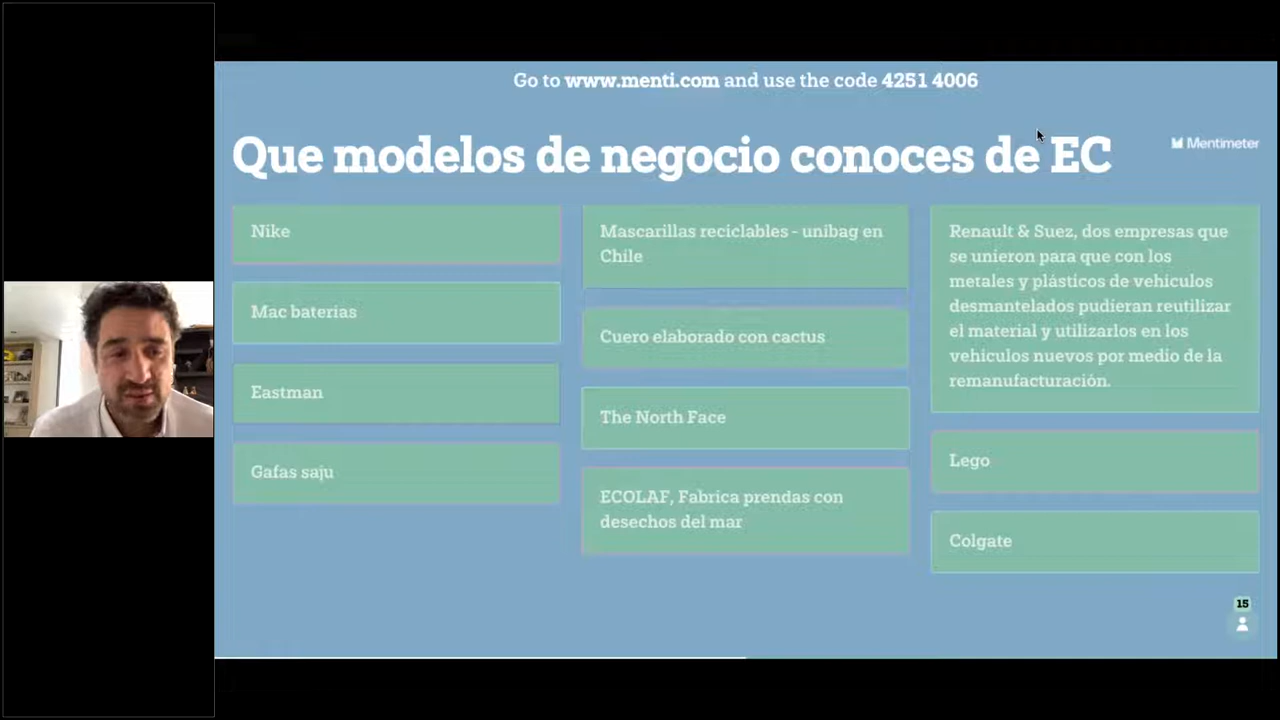 Go to www.menti.com and use the code 4251 4006
Que modelos de negocio conoces de EC
Mentimeter
Nike
Mac baterias
Eastman
Gafas saju
Mascarillas reciclables - unibag en
Chile
Cuero elaborado con cactus
The North Face
ECOLAF, Fabrica prendas con
desechos del mar
Renault & Suez, dos empresas que
se unieron para que con los
metales y plásticos de vehiculos
desmantelados pudieran reutilizar
el material y utilizarlos en los
vehiculos nuevos por medio de la
remanufacturación.
Lego
Colgate
15